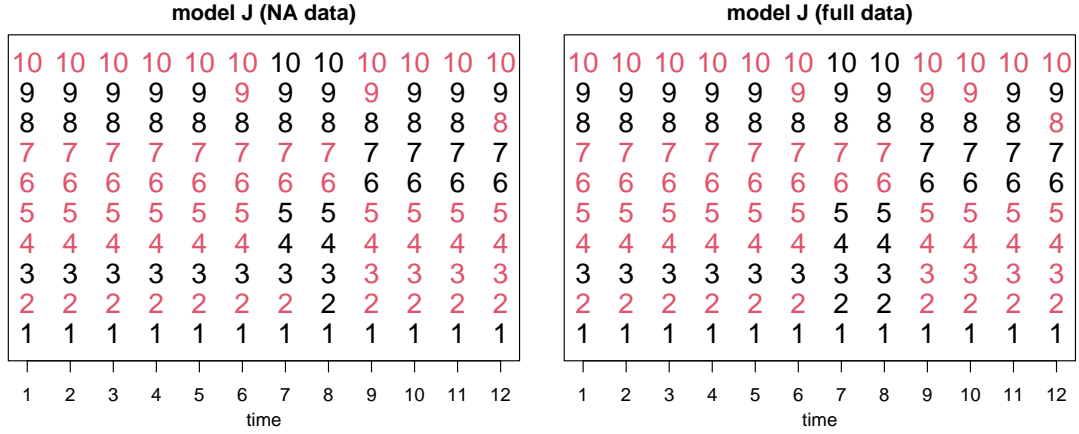 model J (NA data)
10 10 10 10 10 10 10 10 10 10 10 10
9 9 9 9 9 9 9 9 9 9 9 9
8 8 8 8 8 8 8 8 8 8 8 8
7 7 7 7 7 7 7 7 7 7 7 7
6 6 6 6 6 6 6 6 6 6 6 6
5 5 5 5 5 5 5 5 5 5 5 5
4 4 4 4 4 4 4 4 4 4 4 4
3 3 3 3 3 3 3 3 3 3 3 3
2 2 2 2 2 2 2 2 2 2 2 2
1 1 1 1 1 1 1 1 1 1 1 1
1 2 3 4 5 6 7 8 9 10 11 12
time
model J (full data)
10 10 10 10 10 10 10 10 10 10 10 10
9 9 9 9 9 9 9 9 9 9 9 9
8 8 8 8 8 8 8 8 8 8 8 8
7 7 7 7 7 7 7 7 7 7 7 7
6 6 6 6 6 6 6 6 6 6 6 6
5 5 5 5 5 5 5 5 5 5 5 5
4 4 4 4 4 4 4 4 4 4 4 4
3 3 3 3 3 3 3 3 3 3 3 3
2 2 2 2 2 2 2 2 2 2 2 2
1 1 1 1 1 1 1 1 1 1 1 1
1 2 3 4 5 6 7 8 9 10 11 12
time